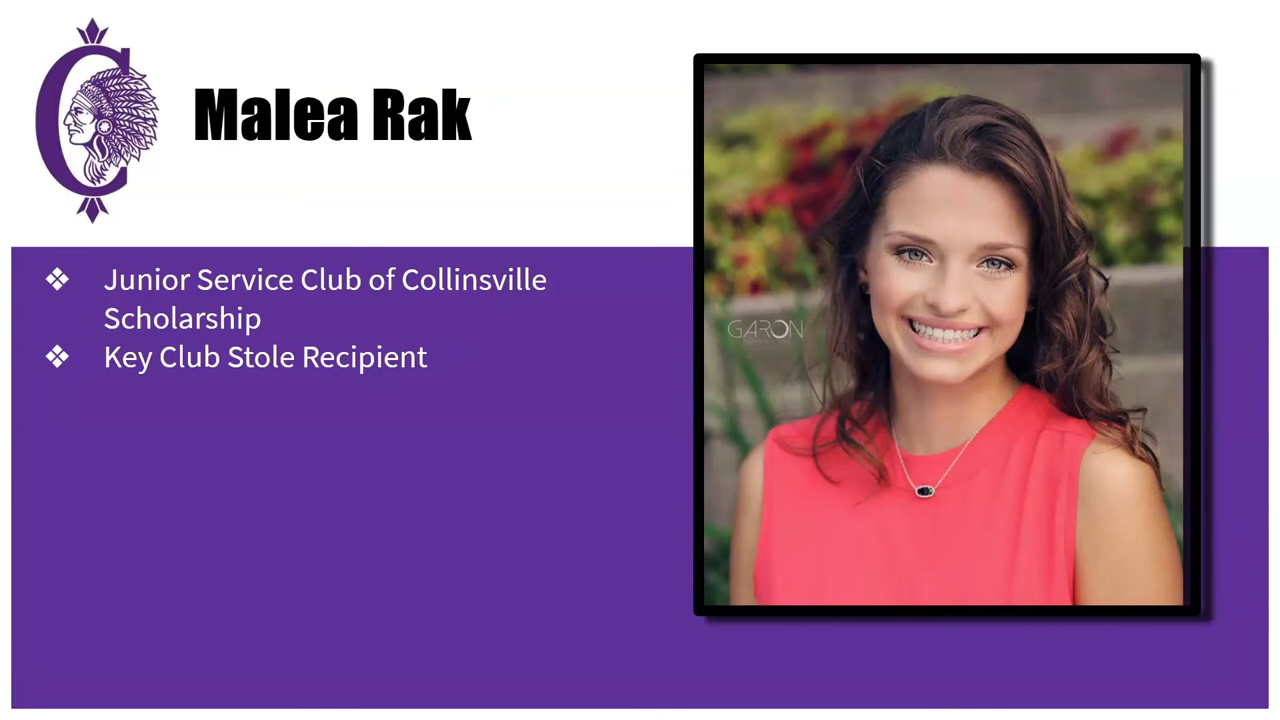 Malea Rak
Junior Service Club of Collinsville
Scholarship
Key Club Stole Recipient
GARON